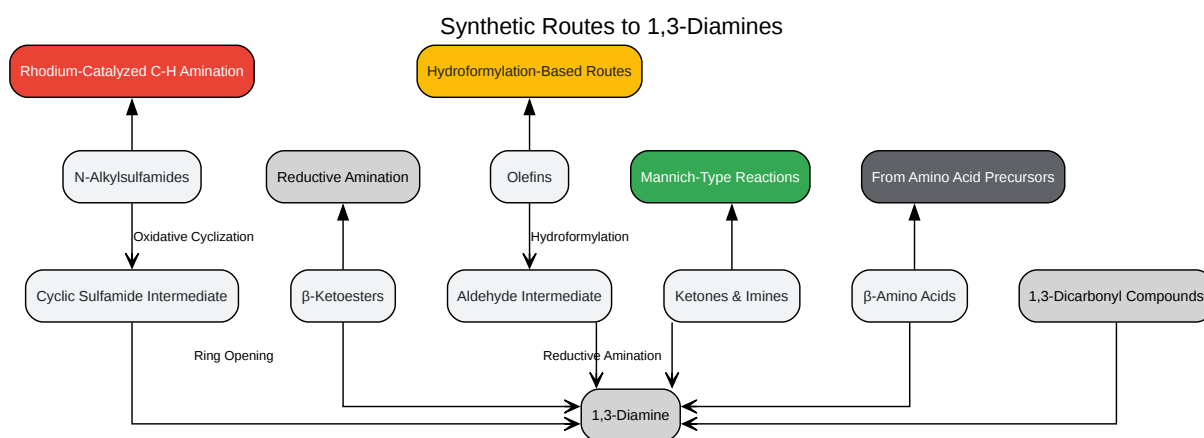 Synthetic Routes to 1,3-Diamines
Rhodium-Catalyzed C-H Amination
Hydroformylation-Based Routes
N-Alkylsulfamides
Reductive Amination
Olefins
Mannich-Type Reactions
From Amino Acid Precursors
Oxidative Cyclization
Hydroformylation
Cyclic Sulfamide Intermediate
β-Ketoesters
Aldehyde Intermediate
Ketones & Imines
β-Amino Acids
1,3-Dicarbonyl Compounds
Ring Opening
Reductive Amination
1,3-Diamine